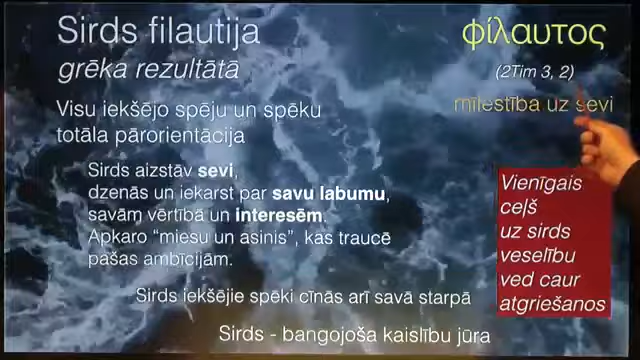 Sirds filautija
grēka rezultātā
φίλαυτος
(2Tim 3, 2)
mīlestība uz sevi
Visu iekšējo spēju un spēku
totāla pārorientācija
Sirds aizstāv sevi,
dzenās un iekarst par savu labumu,
savām vērtībā un interesēm.
Apkaro “miesu un asinis”, kas traucē
pašas ambīcijām.
Vienīgais
ceļš
uz sirds
veselību
ved caur
atgriešanos
Sirds iekšējie spēki cīnās arī savā starpā
Sirds - bangojoša kaislību jūra